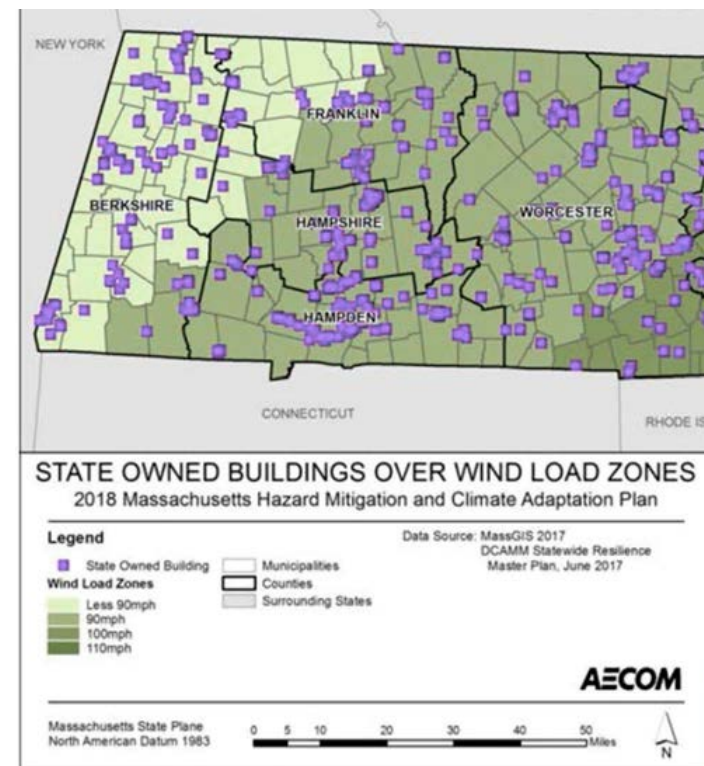 NEW YORK
FRANKLIN
BERKSHIRE
HAMPSHIRE
WORCESTER
HAMPDEN
CONNECTICUT
RHODE IS
STATE OWNED BUILDINGS OVER WIND LOAD ZONES
2018 Massachusetts Hazard Mitigation and Climate Adaptation Plan
Legend
State Owned Building
Wind Load Zones
Less 90mph
90mph
100mph
110mph
Municipalities
Counties
Surrounding States
Data Source: MassGIS 2017
DCAMM Statewide Resilience
Master Plan, June 2017
AECOM
Massachusetts State Plane
North American Datum 1983
0 5 10 20 30 40 50
Miles
N